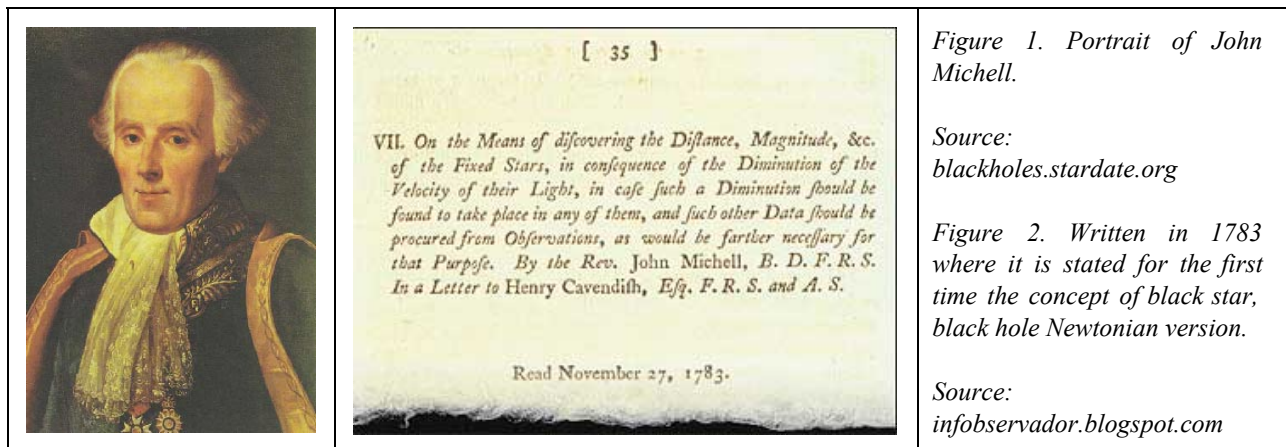 [ 35 ]
VII. On the Means of diſcovering the Diſtance, Magnitude, &c.
of the Fixed Stars, in conſequence of the Diminution of the
Velocity of their Light, in caſe ſuch a Diminution ſhould be
found to take place in any of them, and ſuch other Data ſhould be
procured from Obſervations, as would be farther neceſſary for
that Purpoſe. By the Rev. John Michell, B. D. F. R. S.
In a Letter to Henry Cavendiſh, Eſq. F. R. S. and A. S.
Read November 27, 1783.
Figure 1. Portrait of John
Michell.
Source:
blackholes.stardate.org
Figure 2. Written in 1783
where it is stated for the first
time the concept of black star,
black hole Newtonian version.
Source:
infobservador.blogspot.com